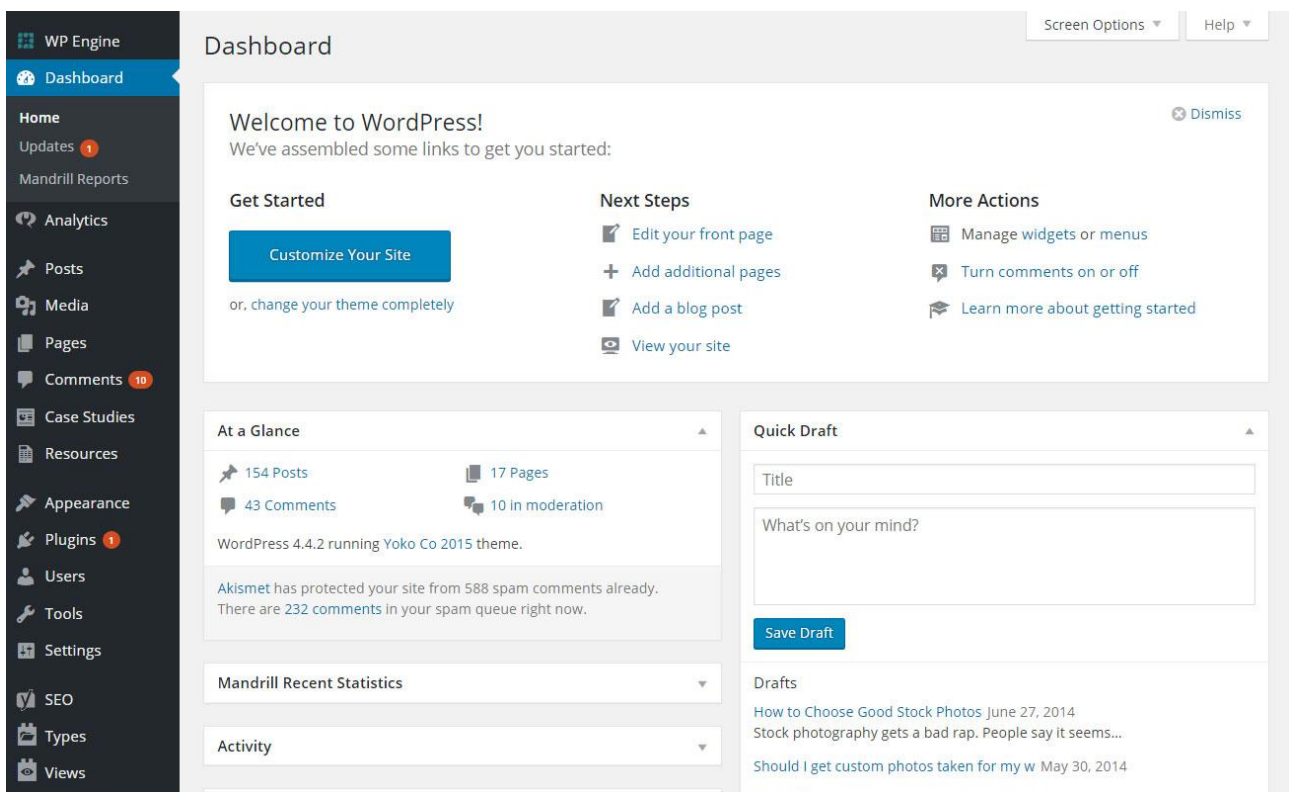 WP Engine
Dashboard
Home
Updates 1
Mandrill Reports
Analytics
Posts
Media
Pages
Comments 10
Case Studies
Resources
Appearance
Plugins 1
Users
Tools
Settings
SEO
Types
Views
Screen Options
Help
Dashboard
Welcome to WordPress!
We've assembled some links to get you started:
Dismiss
Get Started
Customize Your Site
or, change your theme completely
Next Steps
Edit your front page
Add additional pages
Add a blog post
View your site
More Actions
Manage widgets or menus
Turn comments on or off
Learn more about getting started
At a Glance
154 Posts
17 Pages
43 Comments
10 in moderation
WordPress 4.4.2 running Yoko Co 2015 theme.
Akismet has protected your site from 588 spam comments already.
There are 232 comments in your spam queue right now.
Mandrill Recent Statistics
Activity
Quick Draft
Title
What's on your mind?
Save Draft
Drafts
How to Choose Good Stock Photos June 27, 2014
Stock photography gets a bad rap. People say it seems…
Should I get custom photos taken for my w May 30, 2014